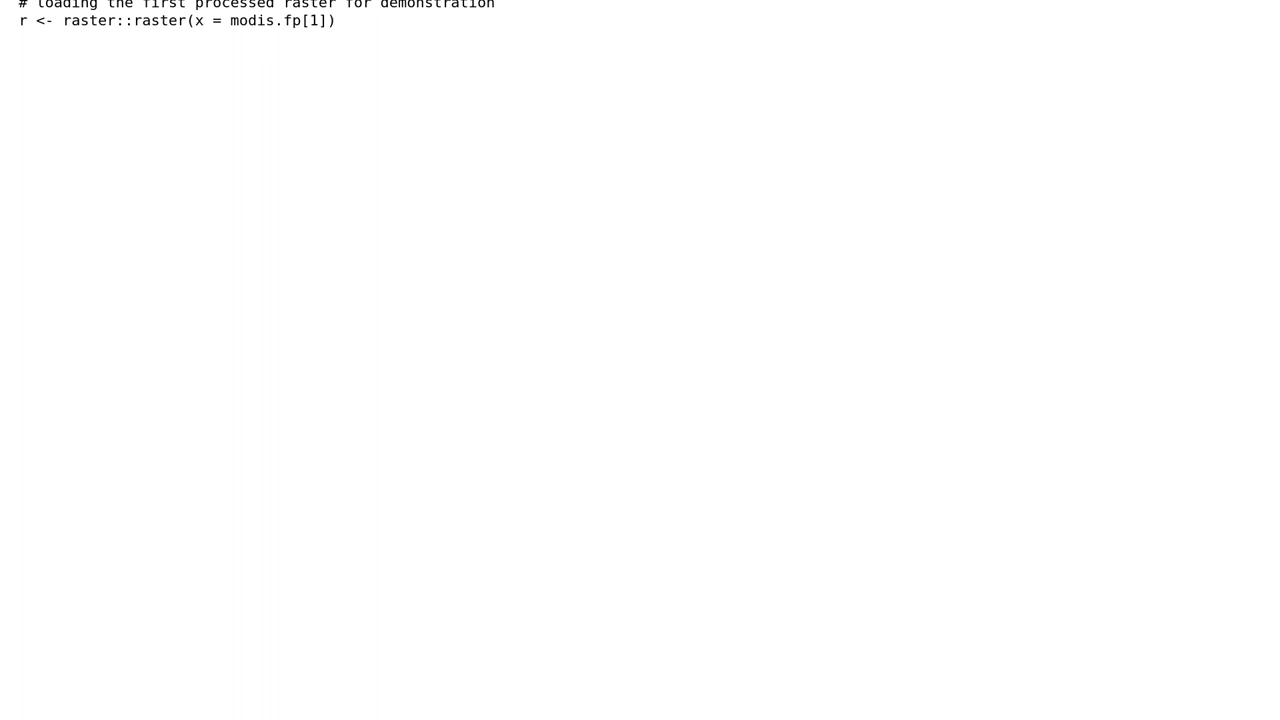 # loading the first processed raster for demonstration
r <- raster::raster(x = modis.fp[1])